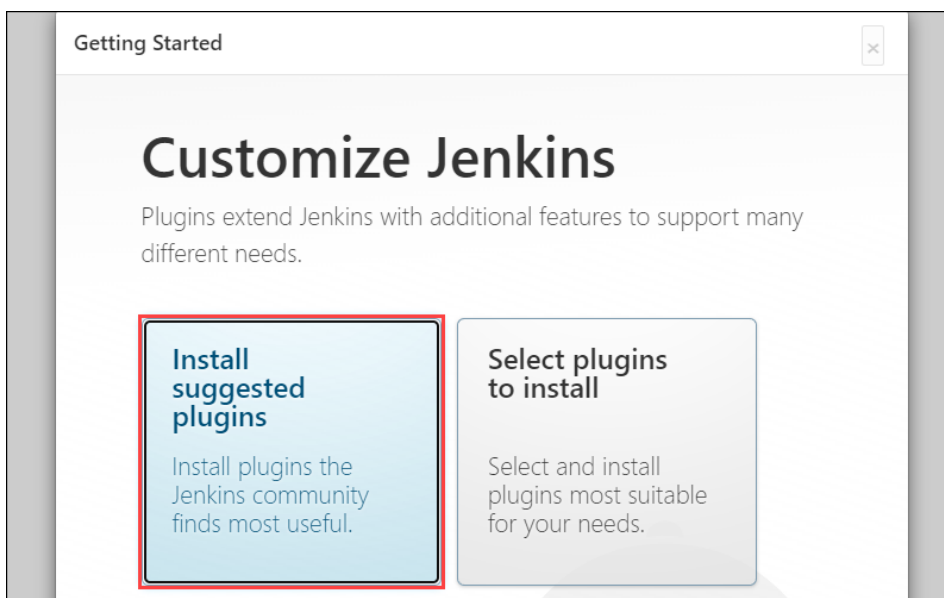 Getting Started
×
Customize Jenkins
Plugins extend Jenkins with additional features to support many
different needs.
Install
suggested
plugins
Install plugins the
Jenkins community
finds most useful.
Select plugins
to install
Select and install
plugins most suitable
for your needs.